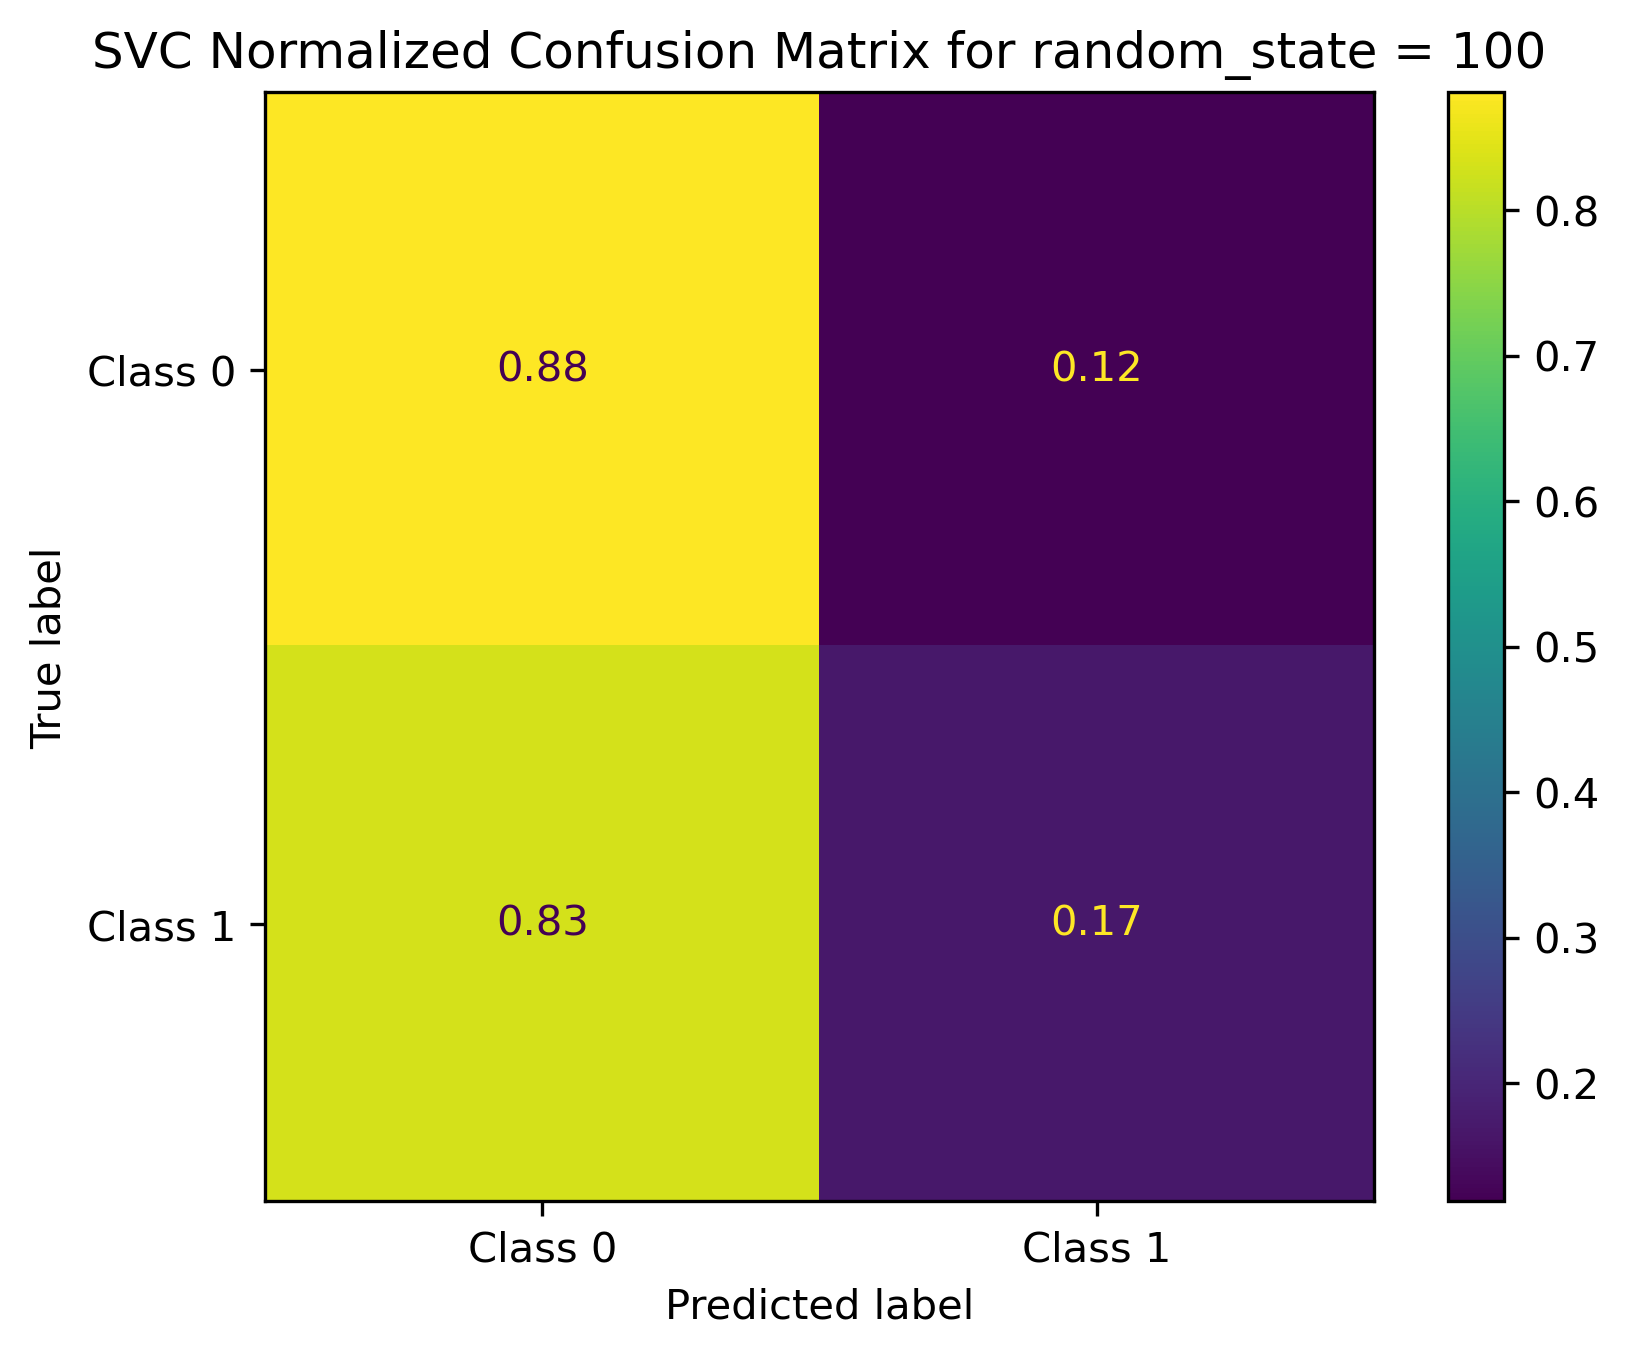 SVC Normalized Confusion Matrix for random_state = 100
True label
Class 0
0.88
0.12
Class 1
0.83
0.17
Class 0
Class 1
Predicted label
0.8
0.7
0.6
0.5
0.4
0.3
0.2